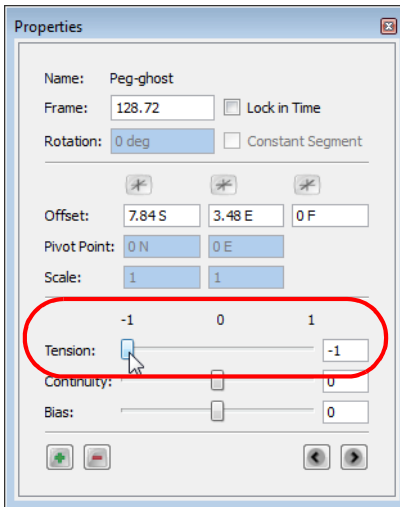 Properties
Name: Peg-ghost
Frame: 128.72 Lock in Time
Rotation: 0 deg Constant Segment
Offset: 7.84 S 3.48 E 0 F
Pivot Point: 0 N 0 E
Scale: 1 1
-1 0 1
Tension: -1
Continuity: 0
Bias: 0